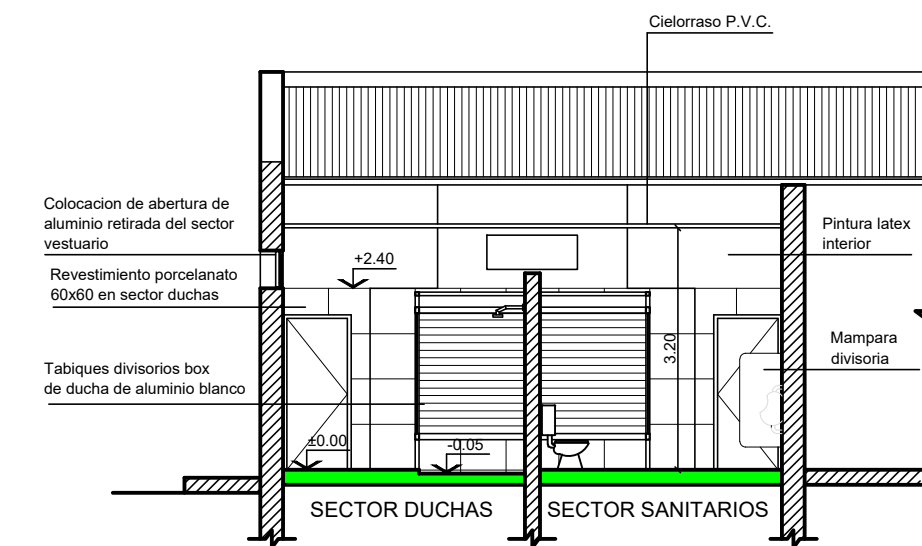 Cielorraso P.V.C.
Colocacion de abertura de
aluminio retirada del sector
vestuario
Pintura latex
interior
+2.40
Revestimiento porcelanato
60x60 en sector duchas
3.20
Mampara
divisoria
Tabiques divisorios box
de ducha de aluminio blanco
±0.00
-0.05
SECTOR DUCHAS
SECTOR SANITARIOS